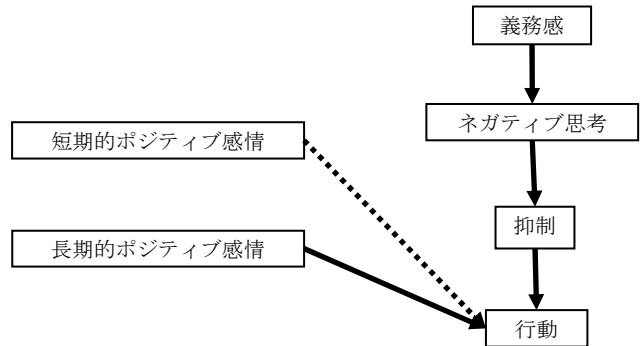 義務感
ネガティブ思考
短期的ポジティブ感情
抑制
長期的ポジティブ感情
行動